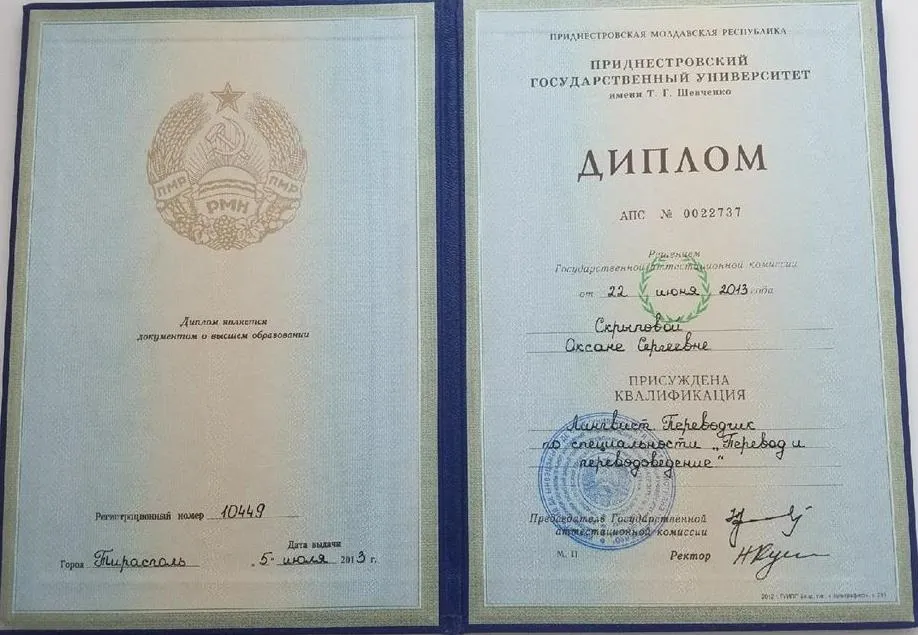 ПМР
ПМР
РМН
Диплом является
документом о высшем образовании
Регистрационный номер 10449
Дата выдачи
Город Тирасполь „5“ июля 2013 г.
ПРИДНЕСТРОВСКАЯ МОЛДАВСКАЯ РЕСПУБЛИКА
ПРИДНЕСТРОВСКИЙ
ГОСУДАРСТВЕННЫЙ УНИВЕРСИТЕТ
имени Т. Г. Шевченко
ДИПЛОМ
АПС № 0022737
Решением
Государственной аттестационной комиссии
от 22 июня 2013 года
Скрыповой
Оксане Сергеевне
ПРИСУЖДЕНА
КВАЛИФИКАЦИЯ
Лингвист Переводчик
по специальности „Перевод и
переводоведение"
Председатель Государственной
аттестационной комиссии
М. П
Ректор